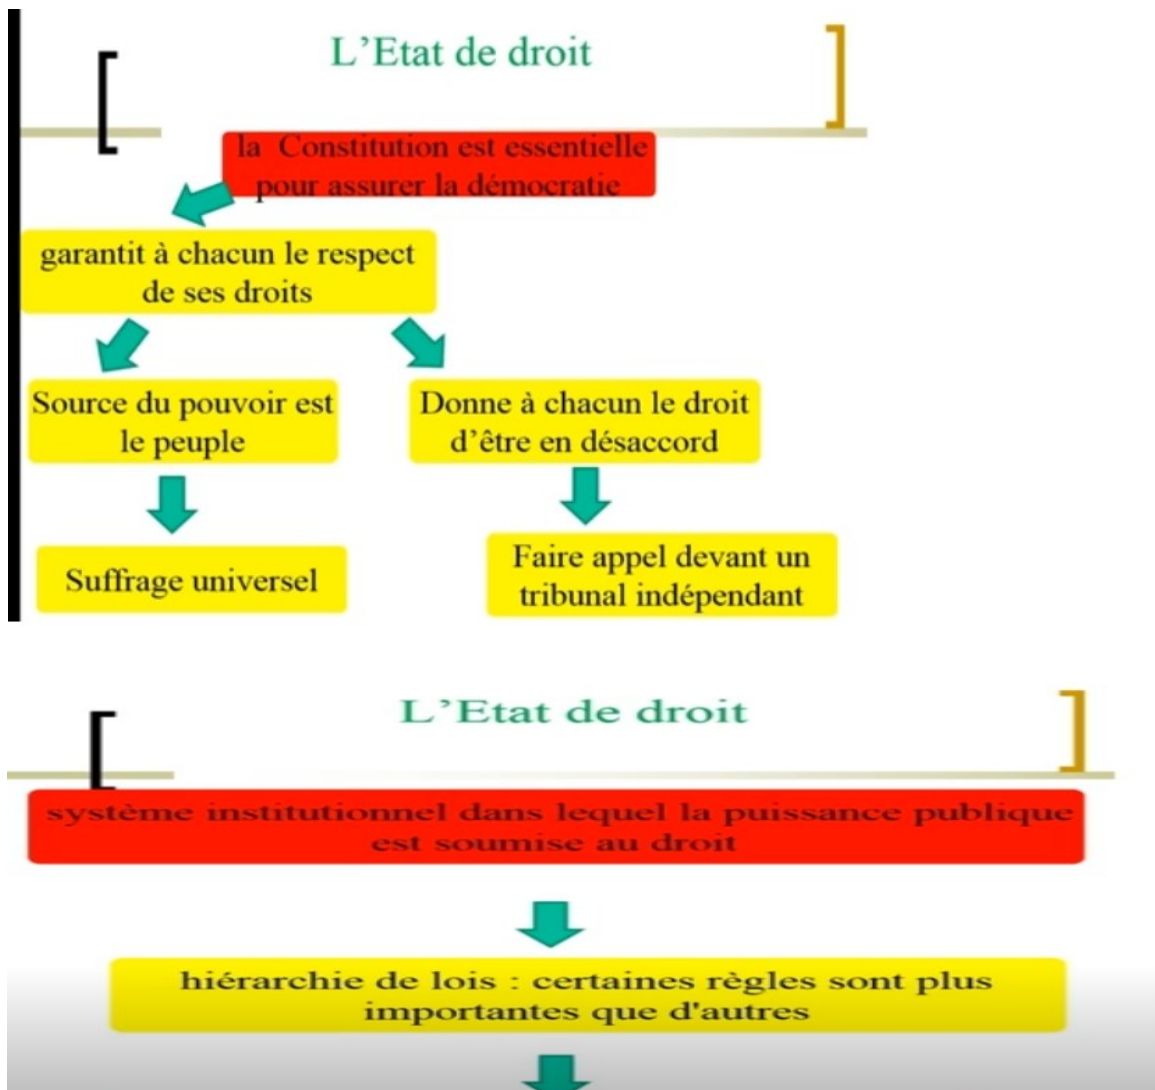 L’Etat de droit
la Constitution est essentielle
pour assurer la démocratie
garantit à chacun le respect
de ses droits
Source du pouvoir est
le peuple
Donne à chacun le droit
d’être en désaccord
Suffrage universel
Faire appel devant un
tribunal indépendant
L’Etat de droit
système institutionnel dans lequel la puissance publique
est soumise au droit
hiérarchie de lois : certaines règles sont plus
importantes que d'autres